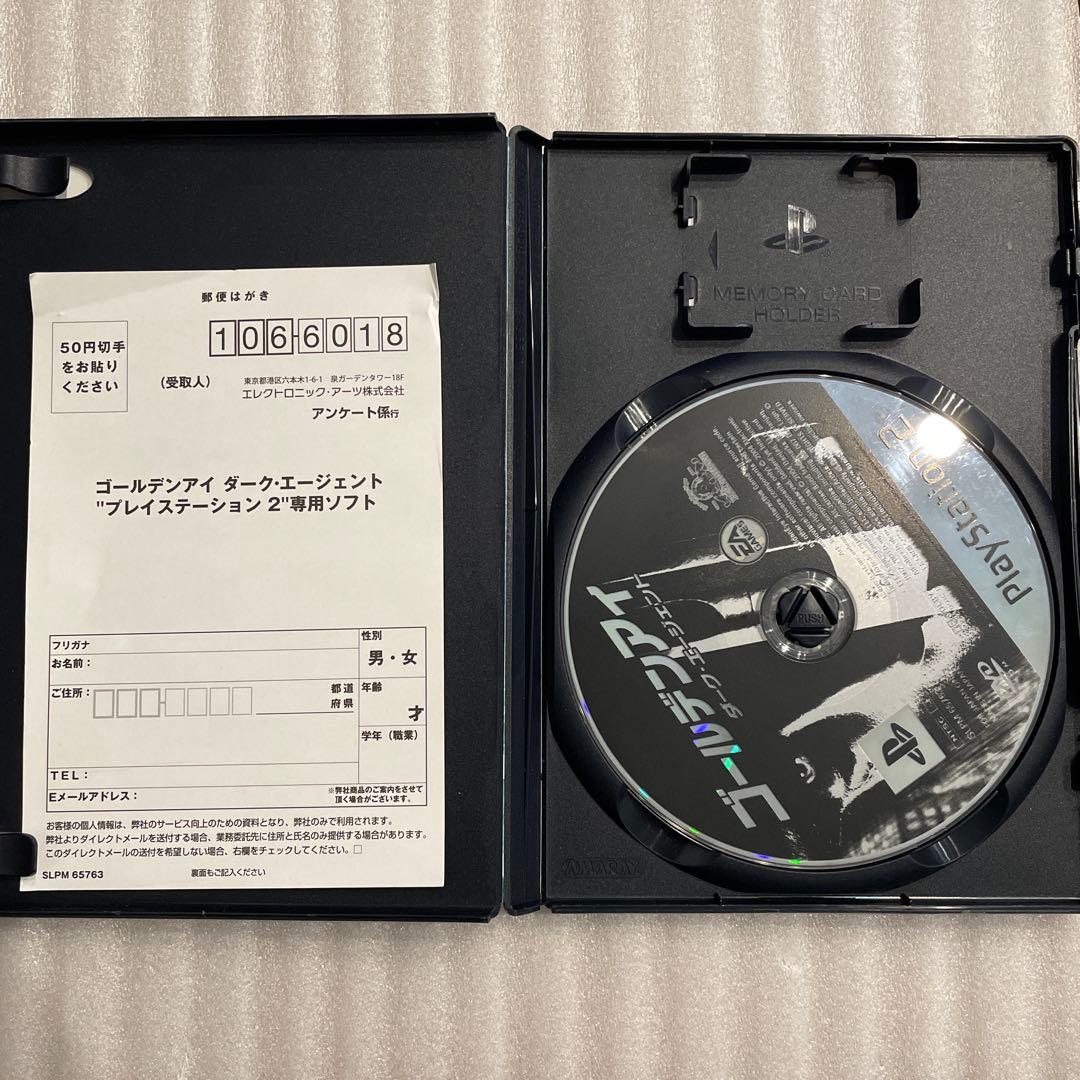 郵便はがき
50円切手
をお貼り
ください
106-6018
(受取人)
東京都港区六本木1-6-1 泉ガーデンタワー18F
エレクトロニック・アーツ株式会社
アンケート係行
ゴールデンアイ ダーク・エージェント
"プレイステーション 2"専用ソフト
フリガナ
お名前:
性別
男・女
ご住所:
都道
府県
年齢
才
学年(職業)
TEL:
Eメールアドレス:
※弊社商品のご案内をさせて
頂く場合がございます。
お客様の個人情報は、弊社のサービス向上のための資料となり、弊社のみで利用されます。
弊社よりダイレクトメールを送付する場合、業務委託先に住所と氏名のみ提供する場合があります。
このダイレクトメールの送付を希望しない場合、右欄をチェックしてください。□
SLPM 65763
裏面もご記入ください
MEMORY CARD
HOLDER
PlayStation 2
EA
GAMES
ゴールデンアイ
ダーク・エージェント
PUSH
DVD
NTSC J
SLPM 65763
AMARAY